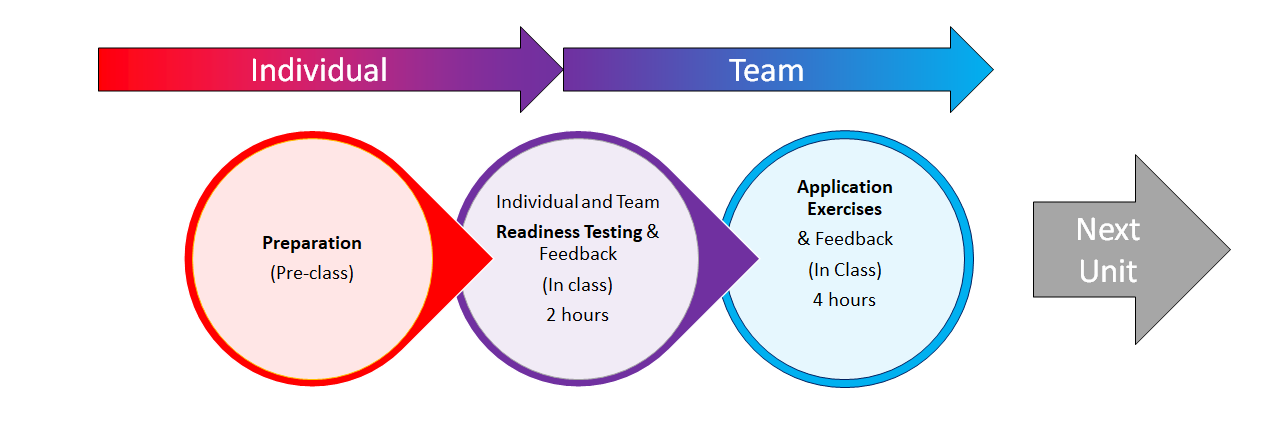 Individual
Team
Preparation
(Pre-class)
Individual and Team
Readiness Testing &
Feedback
(In class)
2 hours
Application
Exercises
& Feedback
(In Class)
4 hours
Next
Unit